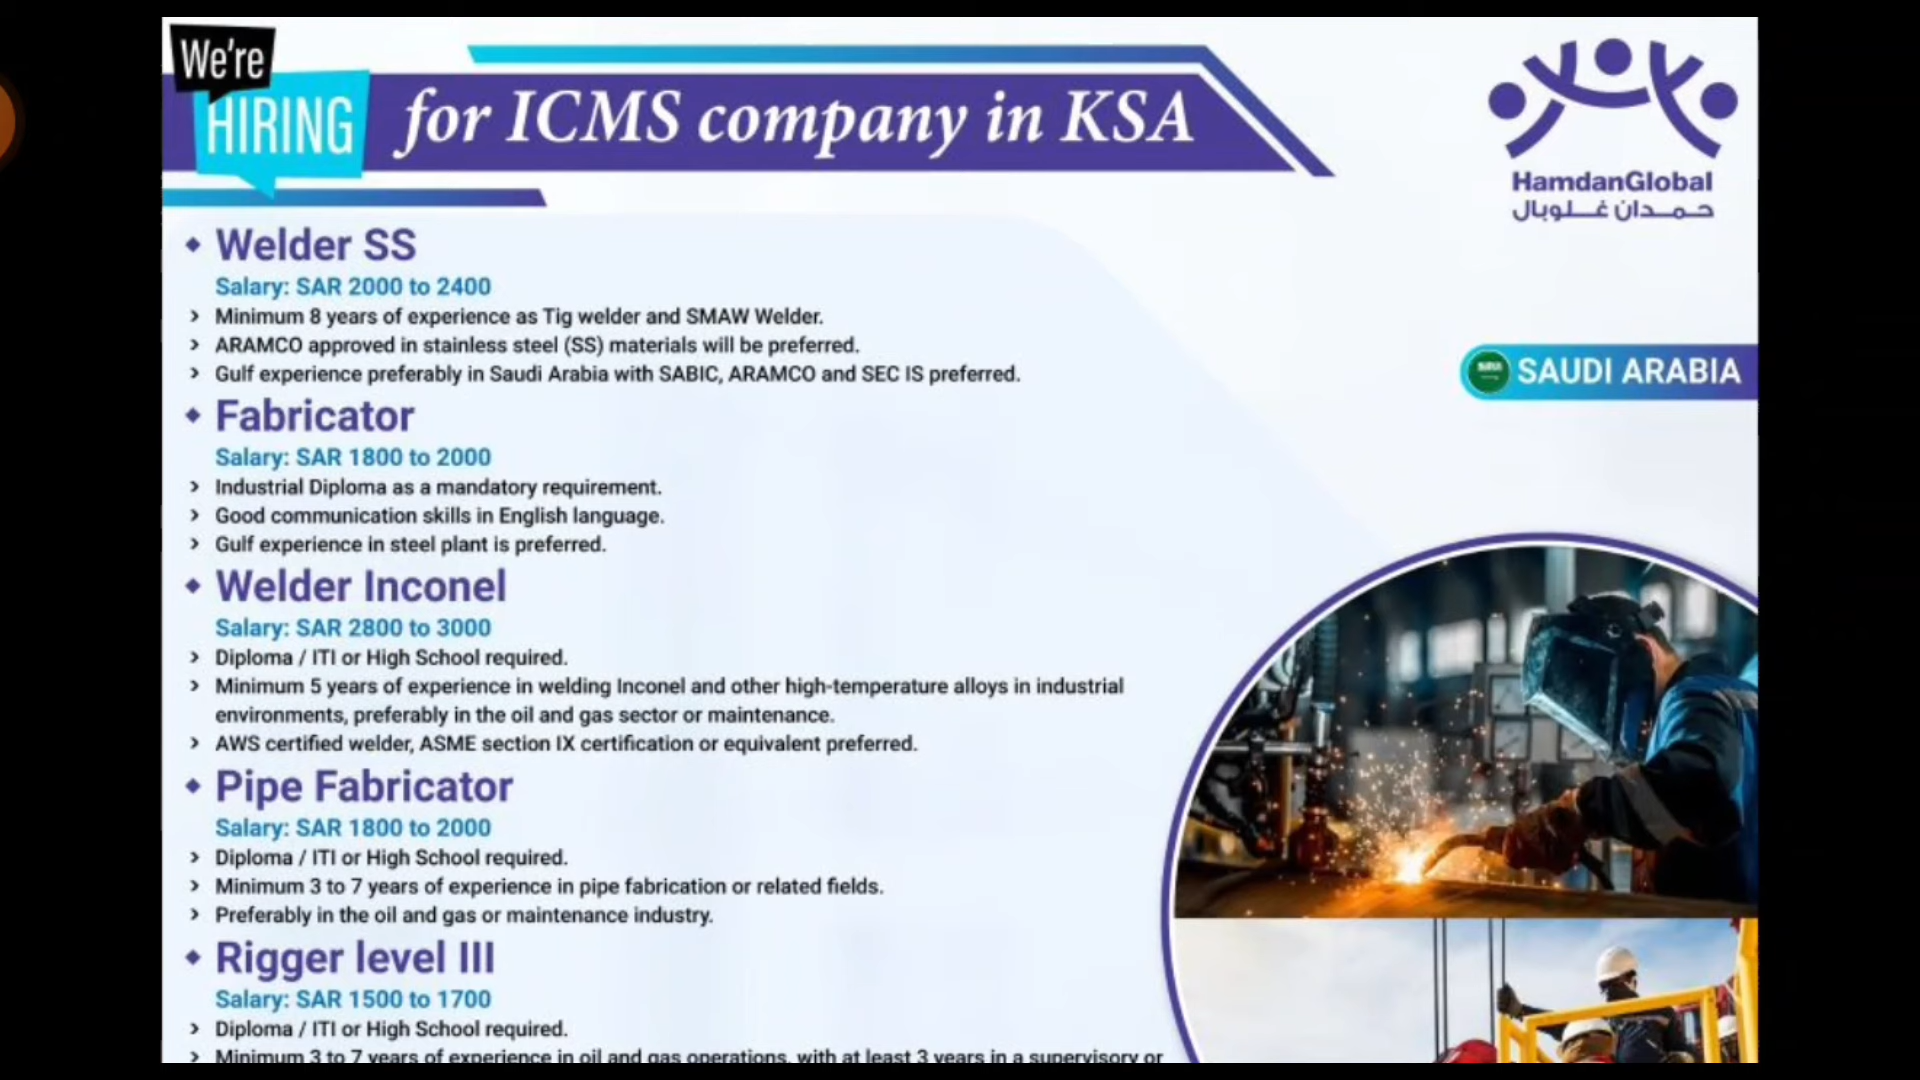 We're
HIRING
for ICMS company in KSA
HamdanGlobal
حمدان غلوبال
SAUDI ARABIA
Welder SS
Salary: SAR 2000 to 2400
Minimum 8 years of experience as Tig welder and SMAW Welder.
ARAMCO approved in stainless steel (SS) materials will be preferred.
Gulf experience preferably in Saudi Arabia with SABIC, ARAMCO and SEC IS preferred.
Fabricator
Salary: SAR 1800 to 2000
Industrial Diploma as a mandatory requirement.
Good communication skills in English language.
Gulf experience in steel plant is preferred.
Welder Inconel
Salary: SAR 2800 to 3000
Diploma / ITI or High School required.
Minimum 5 years of experience in welding Inconel and other high-temperature alloys in industrial
environments, preferably in the oil and gas sector or maintenance.
AWS certified welder, ASME section IX certification or equivalent preferred.
Pipe Fabricator
Salary: SAR 1800 to 2000
Diploma / ITI or High School required.
Minimum 3 to 7 years of experience in pipe fabrication or related fields.
Preferably in the oil and gas or maintenance industry.
Rigger level III
Salary: SAR 1500 to 1700
Diploma / ITI or High School required.
Minimum 3 to 7 years of experience in oil and gas operations, with at least 3 years in a supervisory or